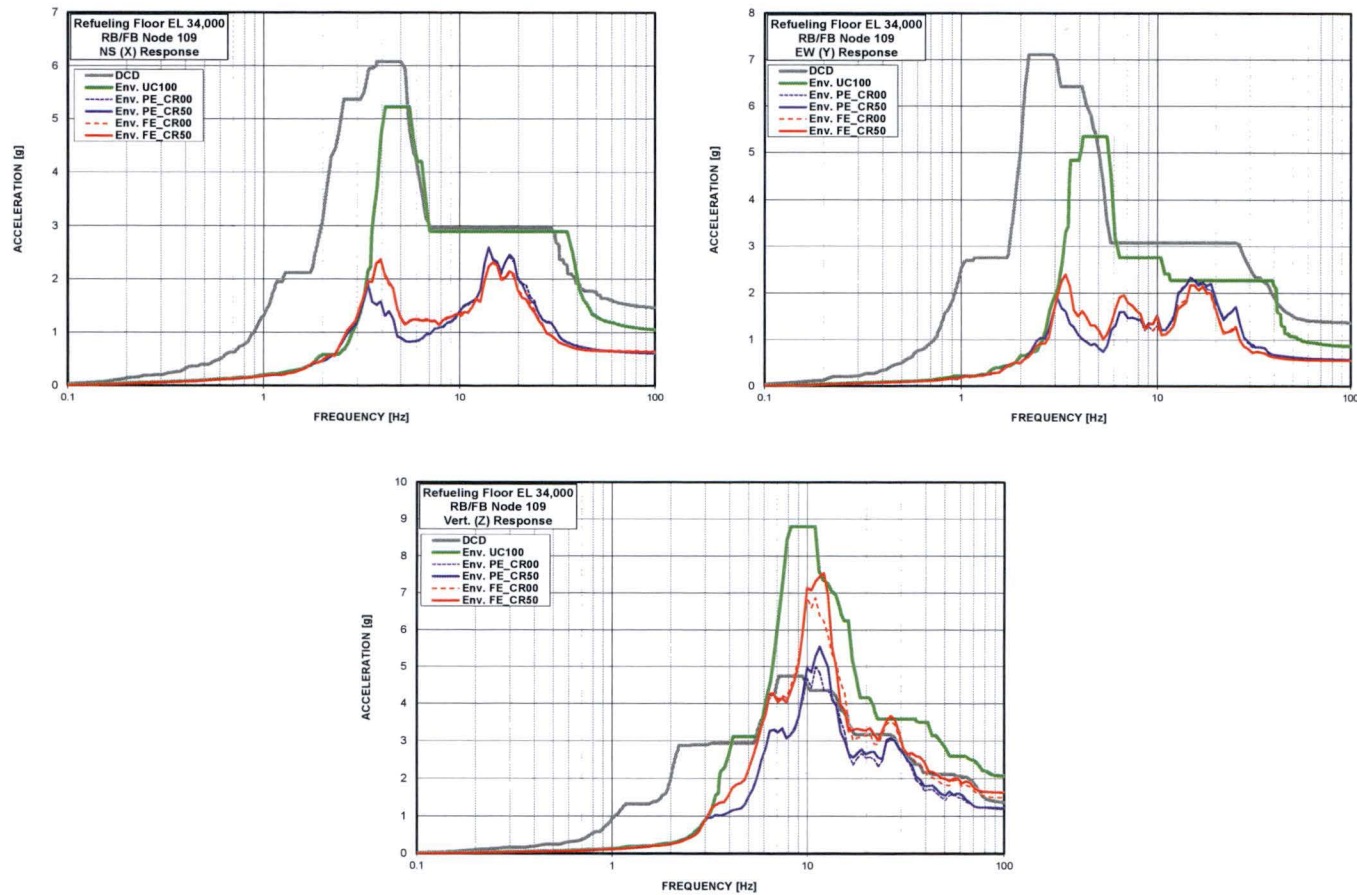 Refueling Floor EL 34,000
RB/FB Node 109
NS (X) Response
DCD
Env. UC100
Env. PE_CR00
Env. PE_CR50
Env. FE_CR00
Env. FE_CR50
ACCELERATION [g]
7
6
5
4
3
2
1
0
0.1
1
10
100
FREQUENCY [Hz]
Refueling Floor EL 34,000
RB/FB Node 109
EW (Y) Response
DCD
Env. UC100
Env. PE_CR00
Env. PE_CR50
Env. FE_CR00
Env. FE_CR50
ACCELERATION [g]
8
7
6
5
4
3
2
1
0
0.1
1
10
100
FREQUENCY [Hz]
Refueling Floor EL 34,000
RB/FB Node 109
Vert. (Z) Response
DCD
Env. UC100
Env. PE_CR00
Env. PE_CR50
Env. FE_CR00
Env. FE_CR50
ACCELERATION [g]
10
9
8
7
6
5
4
3
2
1
0
0.1
1
10
100
FREQUENCY [Hz]